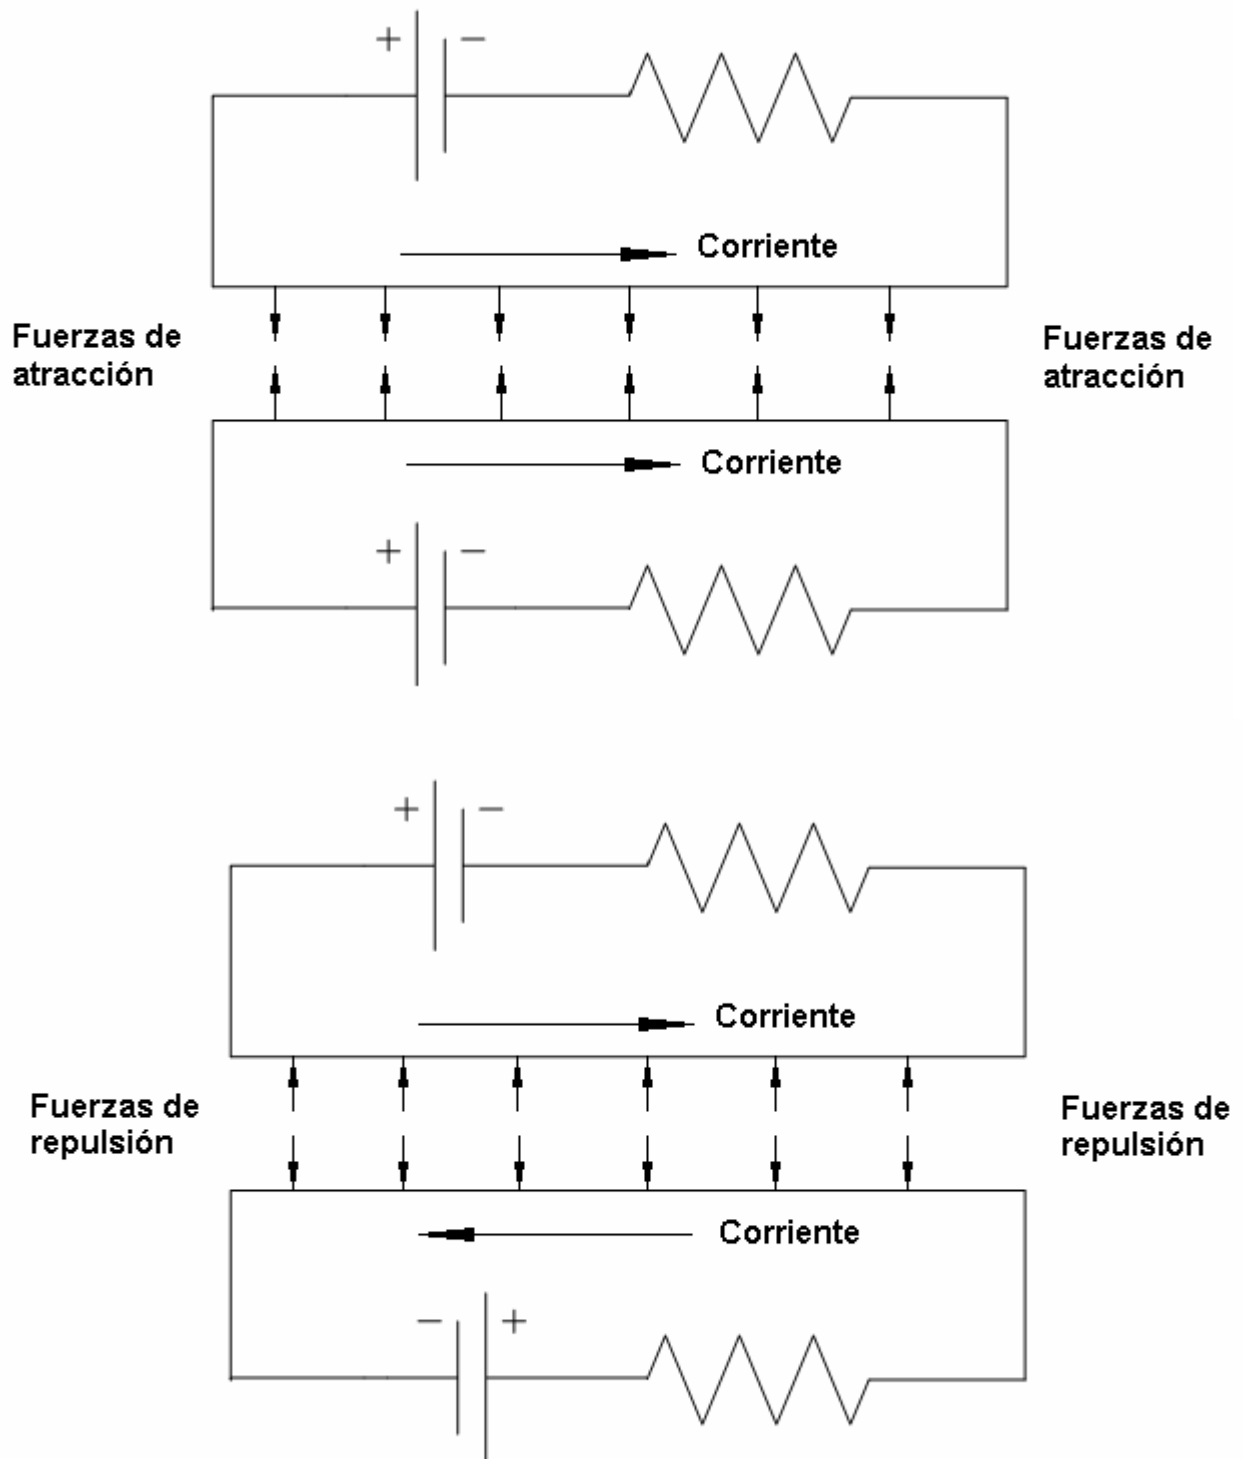 + −
Corriente
Fuerzas de
atracción
Fuerzas de
atracción
Corriente
+ −
+ −
Corriente
Fuerzas de
repulsión
Fuerzas de
repulsión
Corriente
− +